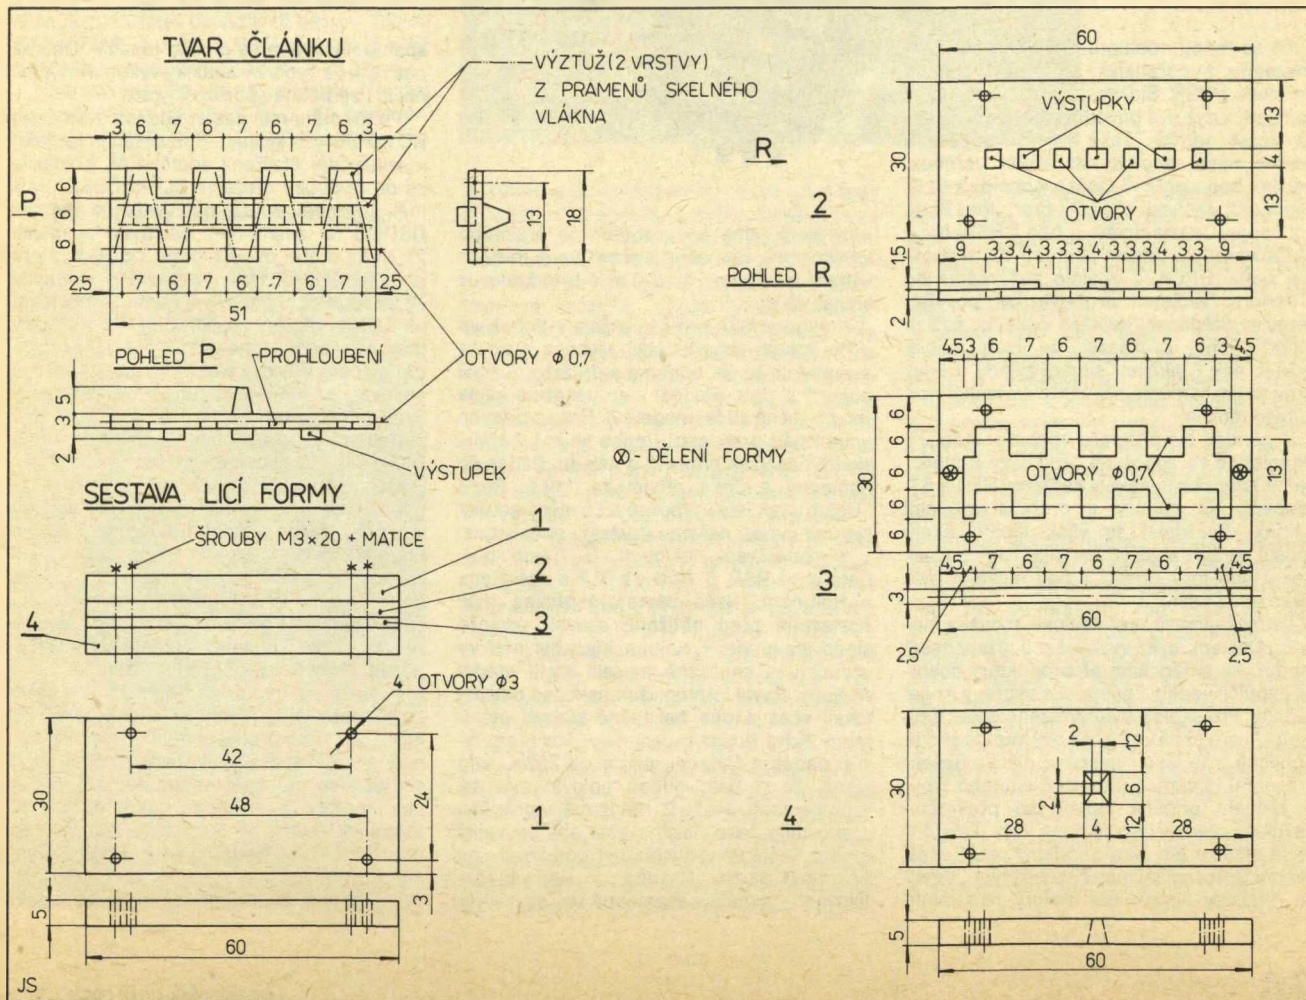 TVAR ČLÁNKU
VÝZTUŽ (2 VRSTVY)
Z PRAMENŮ SKELNÉHO
VLÁKNA
3 6 7 6 7 6 7 6 3
P
6
6
6
13
18
2,5 7 6 7 6 7 6 7 2,5
51
OTVORY ϕ 0,7
POHLED P
PROHLOUBENÍ
5
3
2
VÝSTUPEK
SESTAVA LICÍ FORMY
ŠROUBY M3×20 + MATICE
1
2
3
4
4 OTVORY ϕ3
42
48
30
24
1
3
5
60
JS
R
2
POHLED R
60
VÝSTUPKY
OTVORY
30
13
4
13
9 3 3 4 3 3 4 3 3 3 3 3 9
1,5
2
4,5 3 6 7 6 7 6 7 6 3 4,5
⊗ - DĚLENÍ FORMY
30
6
6
6
6
6
OTVORY ϕ 0,7
13
3
4,5 7 6 7 6 7 6 7 4,5
3
60
2,5
2,5
4
30
2
12
2
6
28
4
12
28
5
60